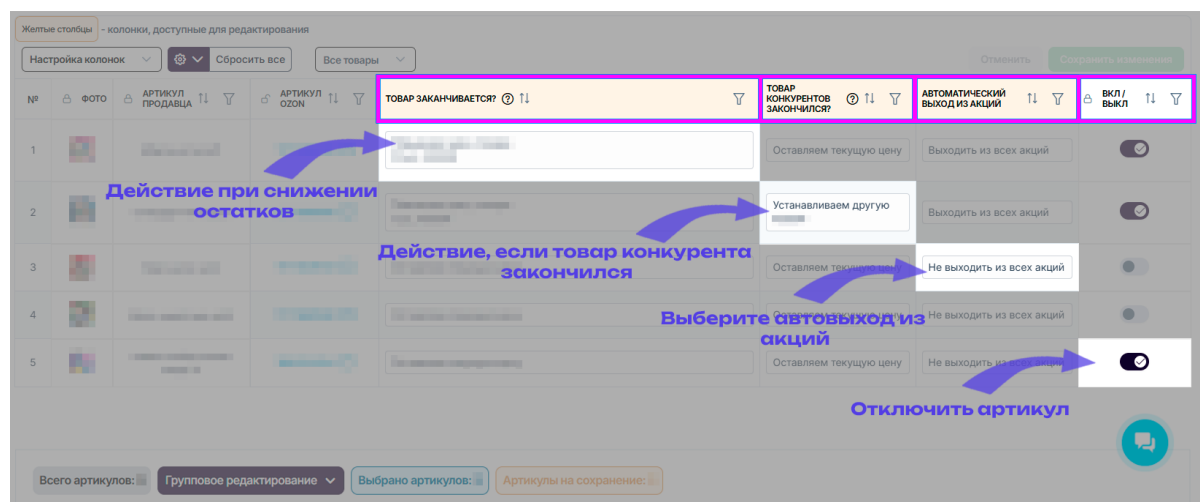 Желтые столбцы - колонки, доступные для редактирования
Настройка колонок Сбросить все Все товары Отменить Сохранить изменения
№ ФОТО АРТИКУЛ ПРОДАВЦА АРТИКУЛ OZON ТОВАР ЗАКАНЧИВАЕТСЯ? ТОВАР КОНКУРЕНТОВ ЗАКОНЧИЛСЯ? АВТОМАТИЧЕСКИЙ ВЫХОД ИЗ АКЦИЙ ВКЛ / ВЫКЛ
1 Оставляем текущую цену Выходить из всех акций
Действие при снижении
остатков
2 Устанавливаем другую Выходить из всех акций
Действие, если товар конкурента
закончился
3 Оставляем текущую цену Не выходить из всех акций
4 Оставляем текущую цену Не выходить из всех акций
Выберите автовыход из
акций
5 Оставляем текущую цену Не выходить из всех акций
Отключить артикул
Всего артикулов: Групповое редактирование Выбрано артикулов: Артикулы на сохранение: